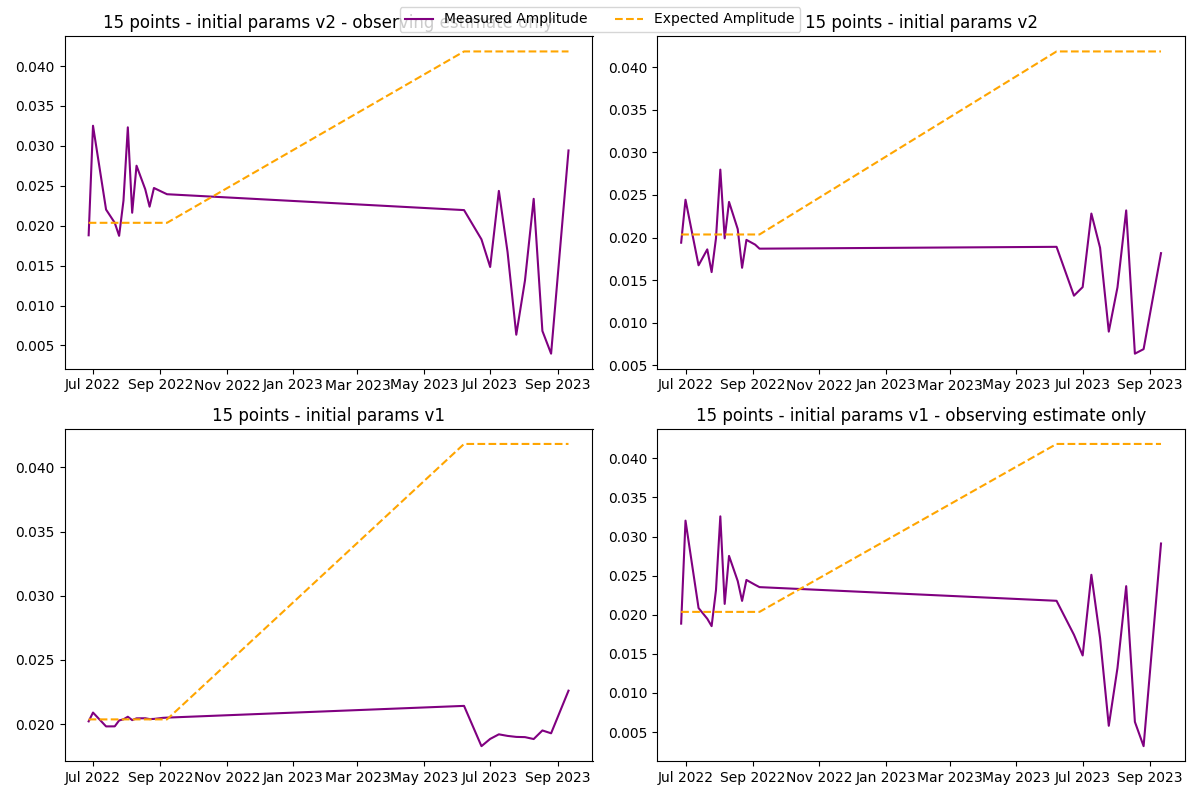 15 points - initial params v2 - observing estimate only
Measured Amplitude
Expected Amplitude
15 points - initial params v2
0.040
0.035
0.030
0.025
0.020
0.015
0.010
0.005
Jul 2022 Sep 2022 Nov 2022 Jan 2023 Mar 2023 May 2023 Jul 2023 Sep 2023
0.040
0.035
0.030
0.025
0.020
0.015
0.010
0.005
Jul 2022 Sep 2022 Nov 2022 Jan 2023 Mar 2023 May 2023 Jul 2023 Sep 2023
15 points - initial params v1
0.040
0.035
0.030
0.025
0.020
Jul 2022 Sep 2022 Nov 2022 Jan 2023 Mar 2023 May 2023 Jul 2023 Sep 2023
15 points - initial params v1 - observing estimate only
0.040
0.035
0.030
0.025
0.020
0.015
0.010
0.005
Jul 2022 Sep 2022 Nov 2022 Jan 2023 Mar 2023 May 2023 Jul 2023 Sep 2023